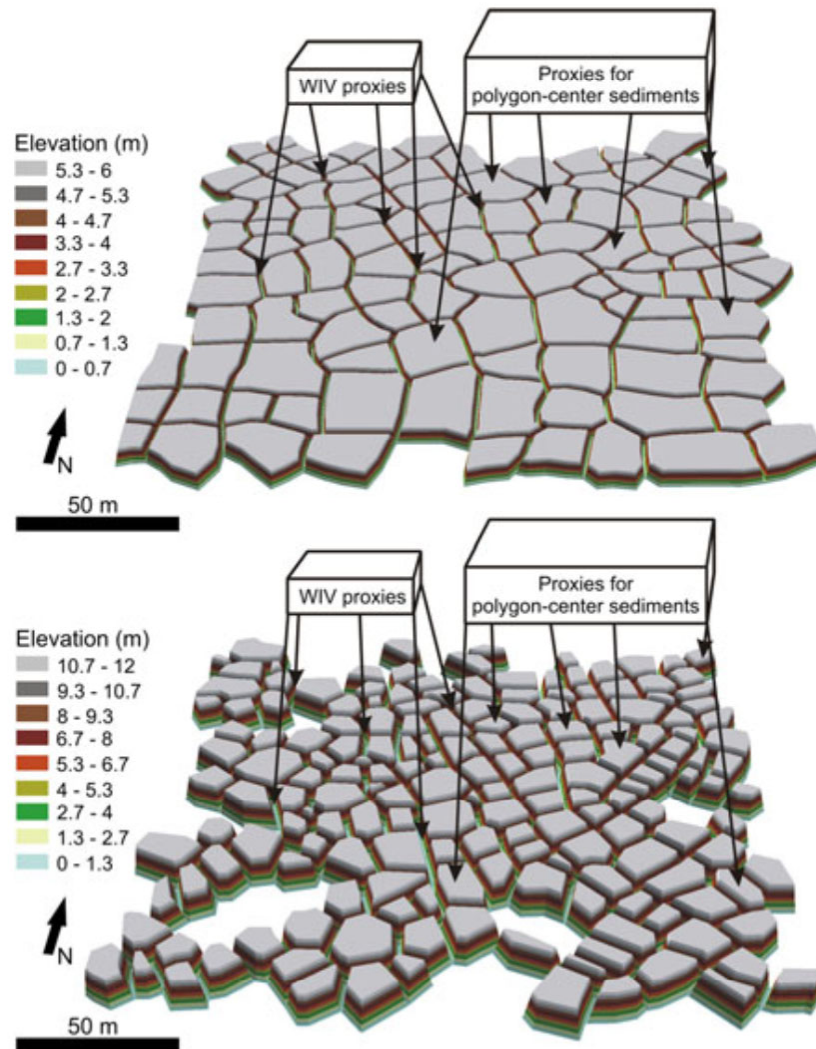 WIV proxies
Proxies for
polygon-center sediments
Elevation (m)
5.3 - 6
4.7 - 5.3
4 - 4.7
3.3 - 4
2.7 - 3.3
2 - 2.7
1.3 - 2
0.7 - 1.3
0 - 0.7
N
50 m
WIV proxies
Proxies for
polygon-center sediments
Elevation (m)
10.7 - 12
9.3 - 10.7
8 - 9.3
6.7 - 8
5.3 - 6.7
4 - 5.3
2.7 - 4
1.3 - 2.7
0 - 1.3
N
50 m